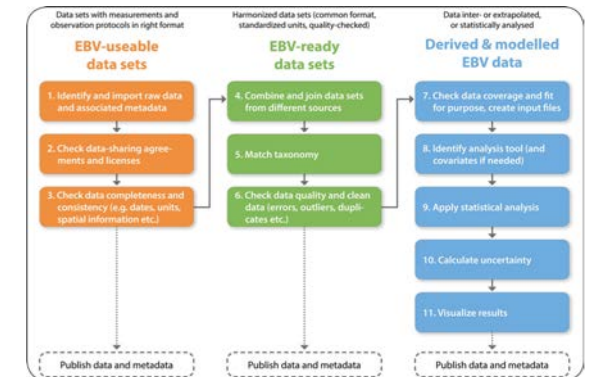 Data sets with measurements and
observation protocols in right format
EBV-useable
data sets
1. Identify and import raw data
and associated metadata
2. Check data-sharing agree-
ments and licenses
3. Check data completeness and
consistency (e.g. dates, units,
spatial information etc.)
Publish data and metadata
Harmonized data sets (common format,
standardized units, quality-checked)
EBV-ready
data sets
4. Combine and join data sets
from different sources
5. Match taxonomy
6. Check data quality and clean
data (errors, outliers, dupli-
cates etc.)
Publish data and metadata
Data inter- or extrapolated,
or statistically analysed
Derived & modelled
EBV data
7. Check data coverage and fit
for purpose, create input files
8. Identify analysis tool (and
covariates if needed)
9. Apply statistical analysis
10. Calculate uncertainty
11. Visualize results
Publish data and metadata